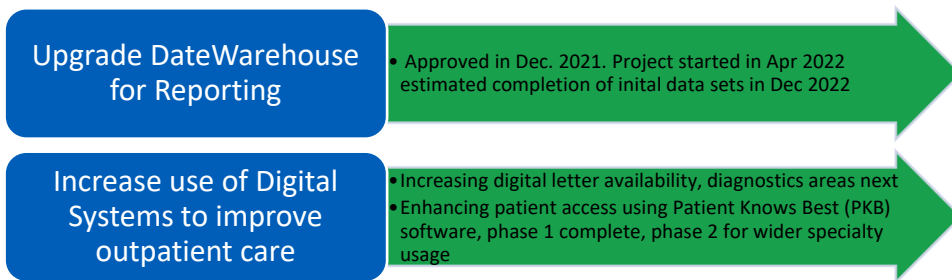 Upgrade DateWarehouse
for Reporting
• Approved in Dec. 2021. Project started in Apr 2022
estimated completion of inital data sets in Dec 2022
Increase use of Digital
Systems to improve
outpatient care
•Increasing digital letter availability, diagnostics areas next
•Enhancing patient access using Patient Knows Best (PKB)
software, phase 1 complete, phase 2 for wider specialty
usage